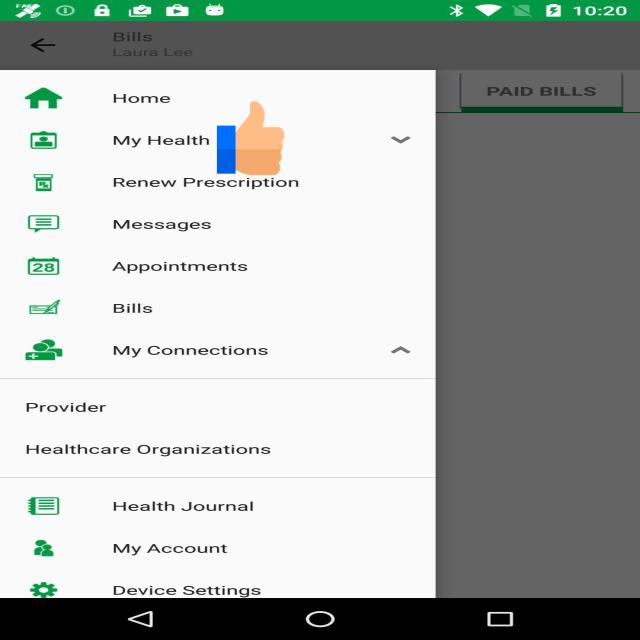 10:20
Bills
Laura Lee
PAID BILLS
Home
My Health
Renew Prescription
Messages
28
Appointments
Bills
My Connections
Provider
Healthcare Organizations
Health Journal
My Account
Device Settings